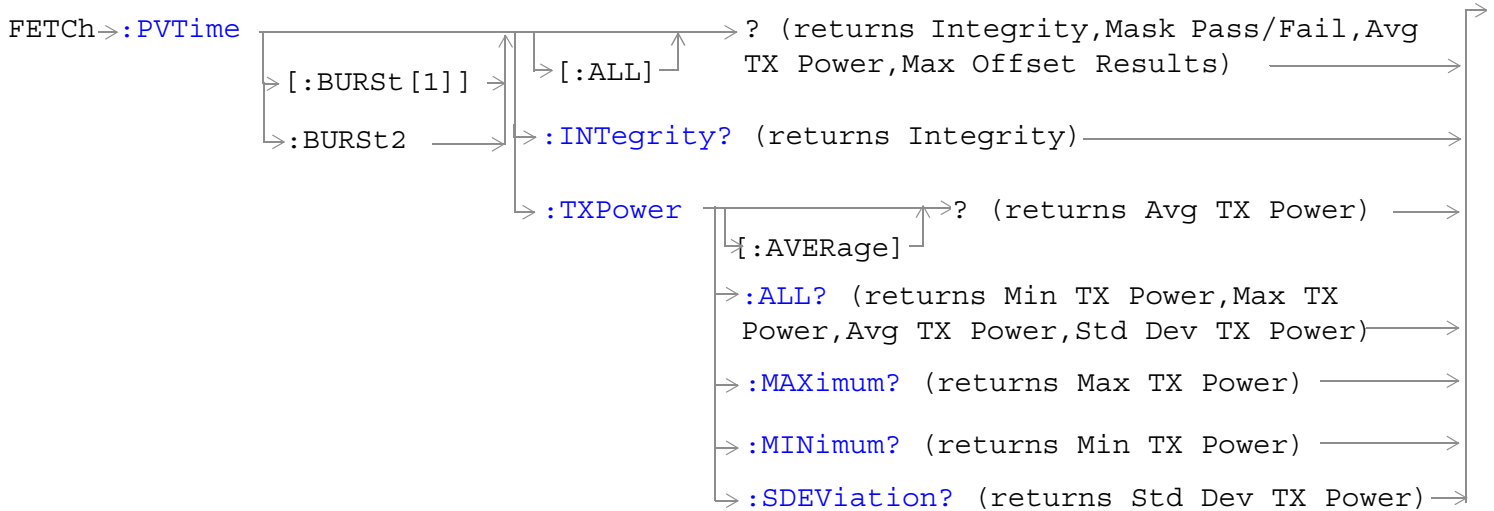 FETCh :PVTime ? (returns Integrity,Mask Pass/Fail,Avg
TX Power,Max Offset Results)
[:BURSt[1]] [:ALL]
:BURSt2 :INTegrity? (returns Integrity)
:TXPower ? (returns Avg TX Power)
[:AVERage]
:ALL? (returns Min TX Power,Max TX
Power,Avg TX Power,Std Dev TX Power)
:MAXimum? (returns Max TX Power)
:MINimum? (returns Min TX Power)
:SDEViation? (returns Std Dev TX Power)